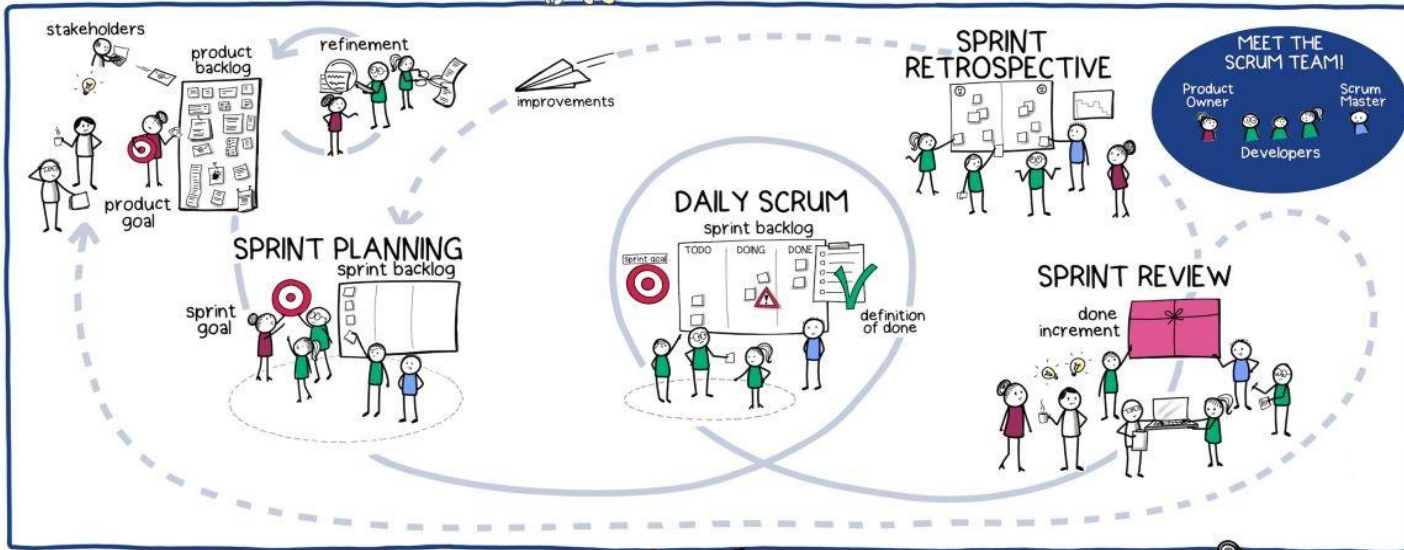 stakeholders
product
backlog
refinement
product
goal
improvements
SPRINT
RETROSPECTIVE
MEET THE
SCRUM TEAM!
Product
Owner
Scrum
Master
Developers
SPRINT PLANNING
sprint backlog
sprint
goal
DAILY SCRUM
sprint backlog
sprint goal
TODO
DOING
DONE
definition
of done
SPRINT REVIEW
done
increment